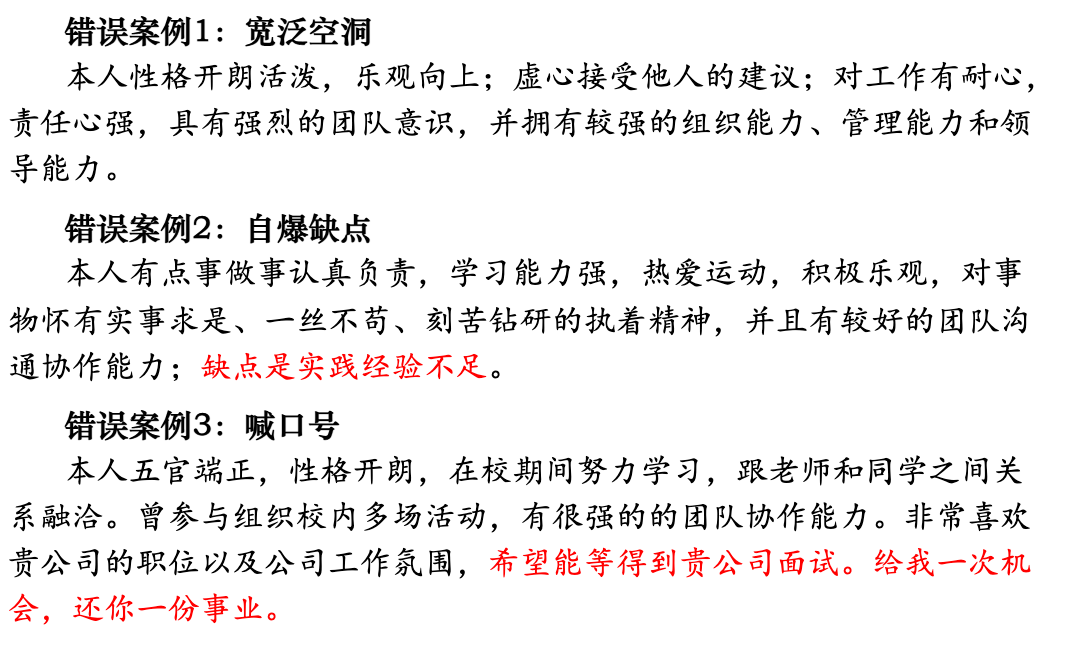 错误案例1：宽泛空洞
本人性格开朗活泼，乐观向上；虚心接受他人的建议；对工作有耐心，
责任心强，具有强烈的团队意识，并拥有较强的组织能力、管理能力和领
导能力。
错误案例2：自爆缺点
本人有点事做事认真负责，学习能力强，热爱运动，积极乐观，对事
物怀有实事求是、一丝不苟、刻苦钻研的执着精神，并且有较好的团队沟
通协作能力；缺点是实践经验不足。
错误案例3：喊口号
本人五官端正，性格开朗，在校期间努力学习，跟老师和同学之间关
系融洽。曾参与组织校内多场活动，有很强的的团队协作能力。非常喜欢
贵公司的职位以及公司工作氛围，希望能等得到贵公司面试。给我一次机
会，还你一份事业。